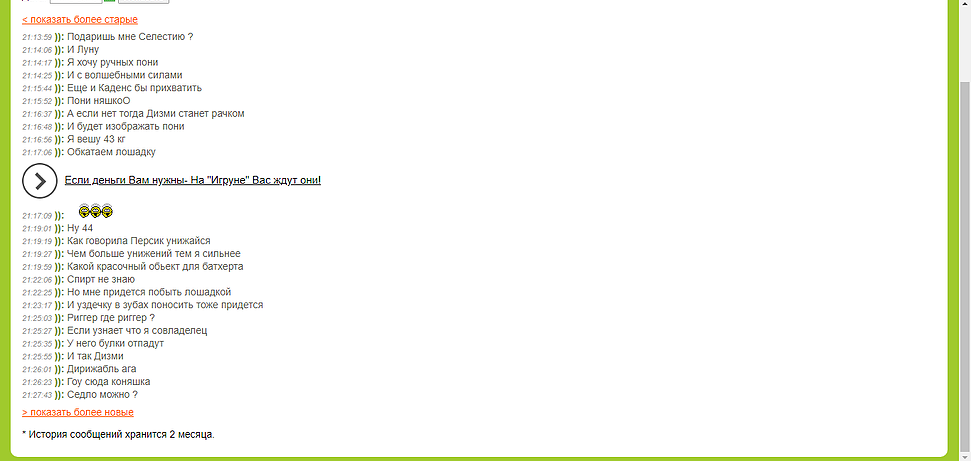 < показать более старые
21:13:59 )): Подаришь мне Селестию ?
21:14:06 )): И Луну
21:14:17 )): Я хочу ручных пони
21:14:25 )): И с волшебными силами
21:15:44 )): Еще и Каденс бы прихватить
21:15:52 )): Пони няшкоО
21:16:37 )): А если нет тогда Дизми станет рачком
21:16:48 )): И будет изображать пони
21:16:56 )): Я вешу 43 кг
21:17:06 )): Обкатаем лошадку
Если деньги Вам нужны- На "Игруне" Вас ждут они!
21:17:09 )):
21:19:01 )): Ну 44
21:19:19 )): Как говорила Персик унижайся
21:19:27 )): Чем больше унижений тем я сильнее
21:19:59 )): Какой красочный обьект для батхерта
21:22:06 )): Спирт не знаю
21:22:25 )): Но мне придется побыть лошадкой
21:23:17 )): И уздечку в зубах поносить тоже придется
21:25:03 )): Риггер где риггер ?
21:25:27 )): Если узнает что я совладелец
21:25:35 )): У него булки отпадут
21:25:55 )): И так Дизми
21:26:01 )): Дирижабль ага
21:26:23 )): Гоу сюда коняшка
21:27:43 )): Седло можно ?
> показать более новые
* История сообщений хранится 2 месяца.